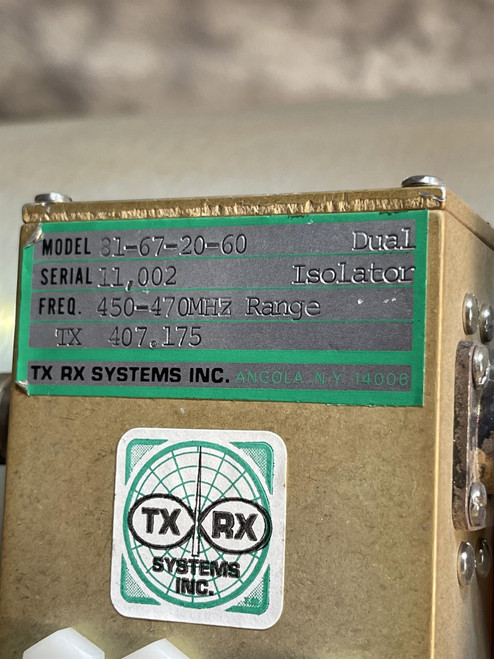 MODEL 81-67-20-60 Dual
SERIAL 11,002 Isolator
FREQ. 450-470MHz Range
TX 407.175
TX RX SYSTEMS INC. ANGOLA, N.Y. 14006
TX RX
SYSTEMS
INC.